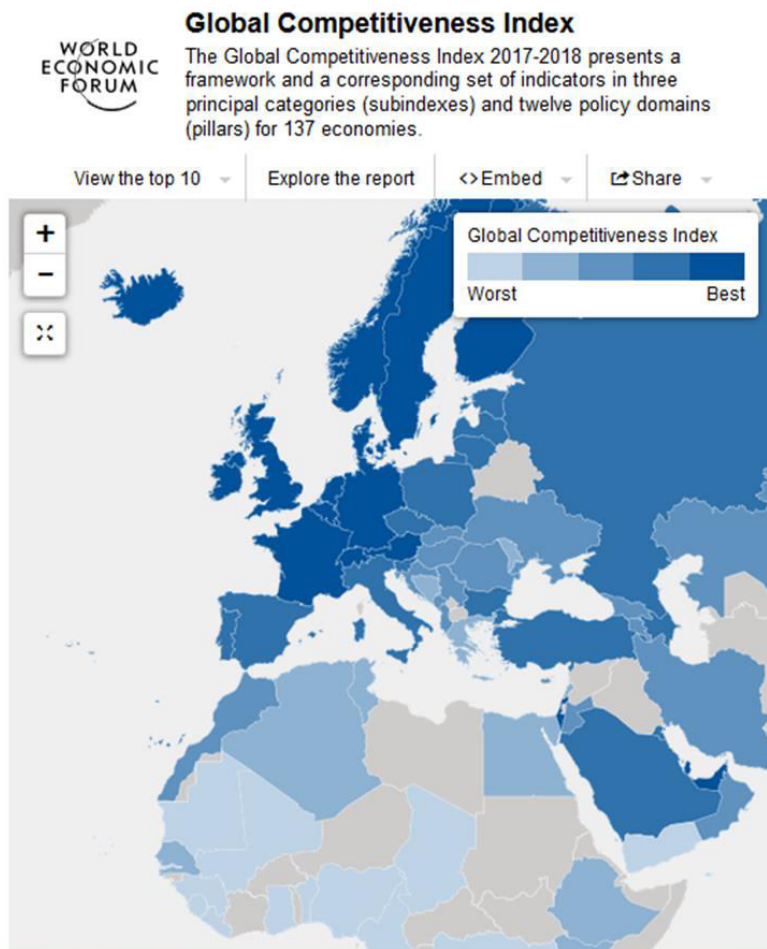 WORLD
ECONOMIC
FORUM
Global Competitiveness Index
The Global Competitiveness Index 2017-2018 presents a
framework and a corresponding set of indicators in three
principal categories (subindexes) and twelve policy domains
(pillars) for 137 economies.
View the top 10 Explore the report <>Embed Share
+
−
Global Competitiveness Index
Worst Best